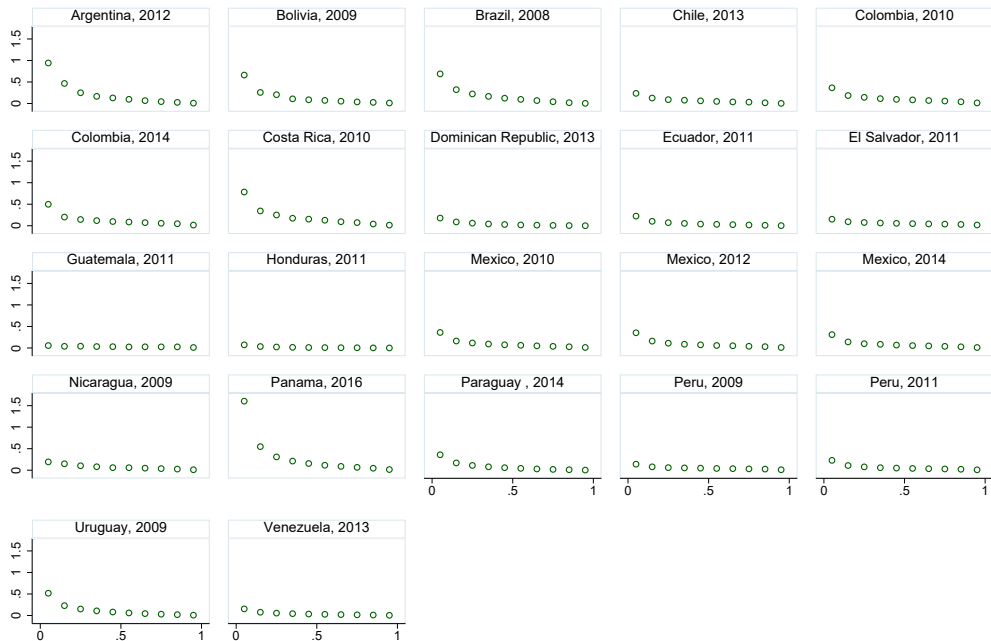 Argentina, 2012 Bolivia, 2009 Brazil, 2008 Chile, 2013 Colombia, 2010
1.5
1
.5
0
Colombia, 2014 Costa Rica, 2010 Dominican Republic, 2013 Ecuador, 2011 El Salvador, 2011
1.5
1
.5
0
Guatemala, 2011 Honduras, 2011 Mexico, 2010 Mexico, 2012 Mexico, 2014
1.5
1
.5
0
Nicaragua, 2009 Panama, 2016 Paraguay , 2014 Peru, 2009 Peru, 2011
1.5
1
.5
0
0 .5 1 0 .5 1 0 .5 1
Uruguay, 2009 Venezuela, 2013
1.5
1
.5
0
0 .5 1 0 .5 1